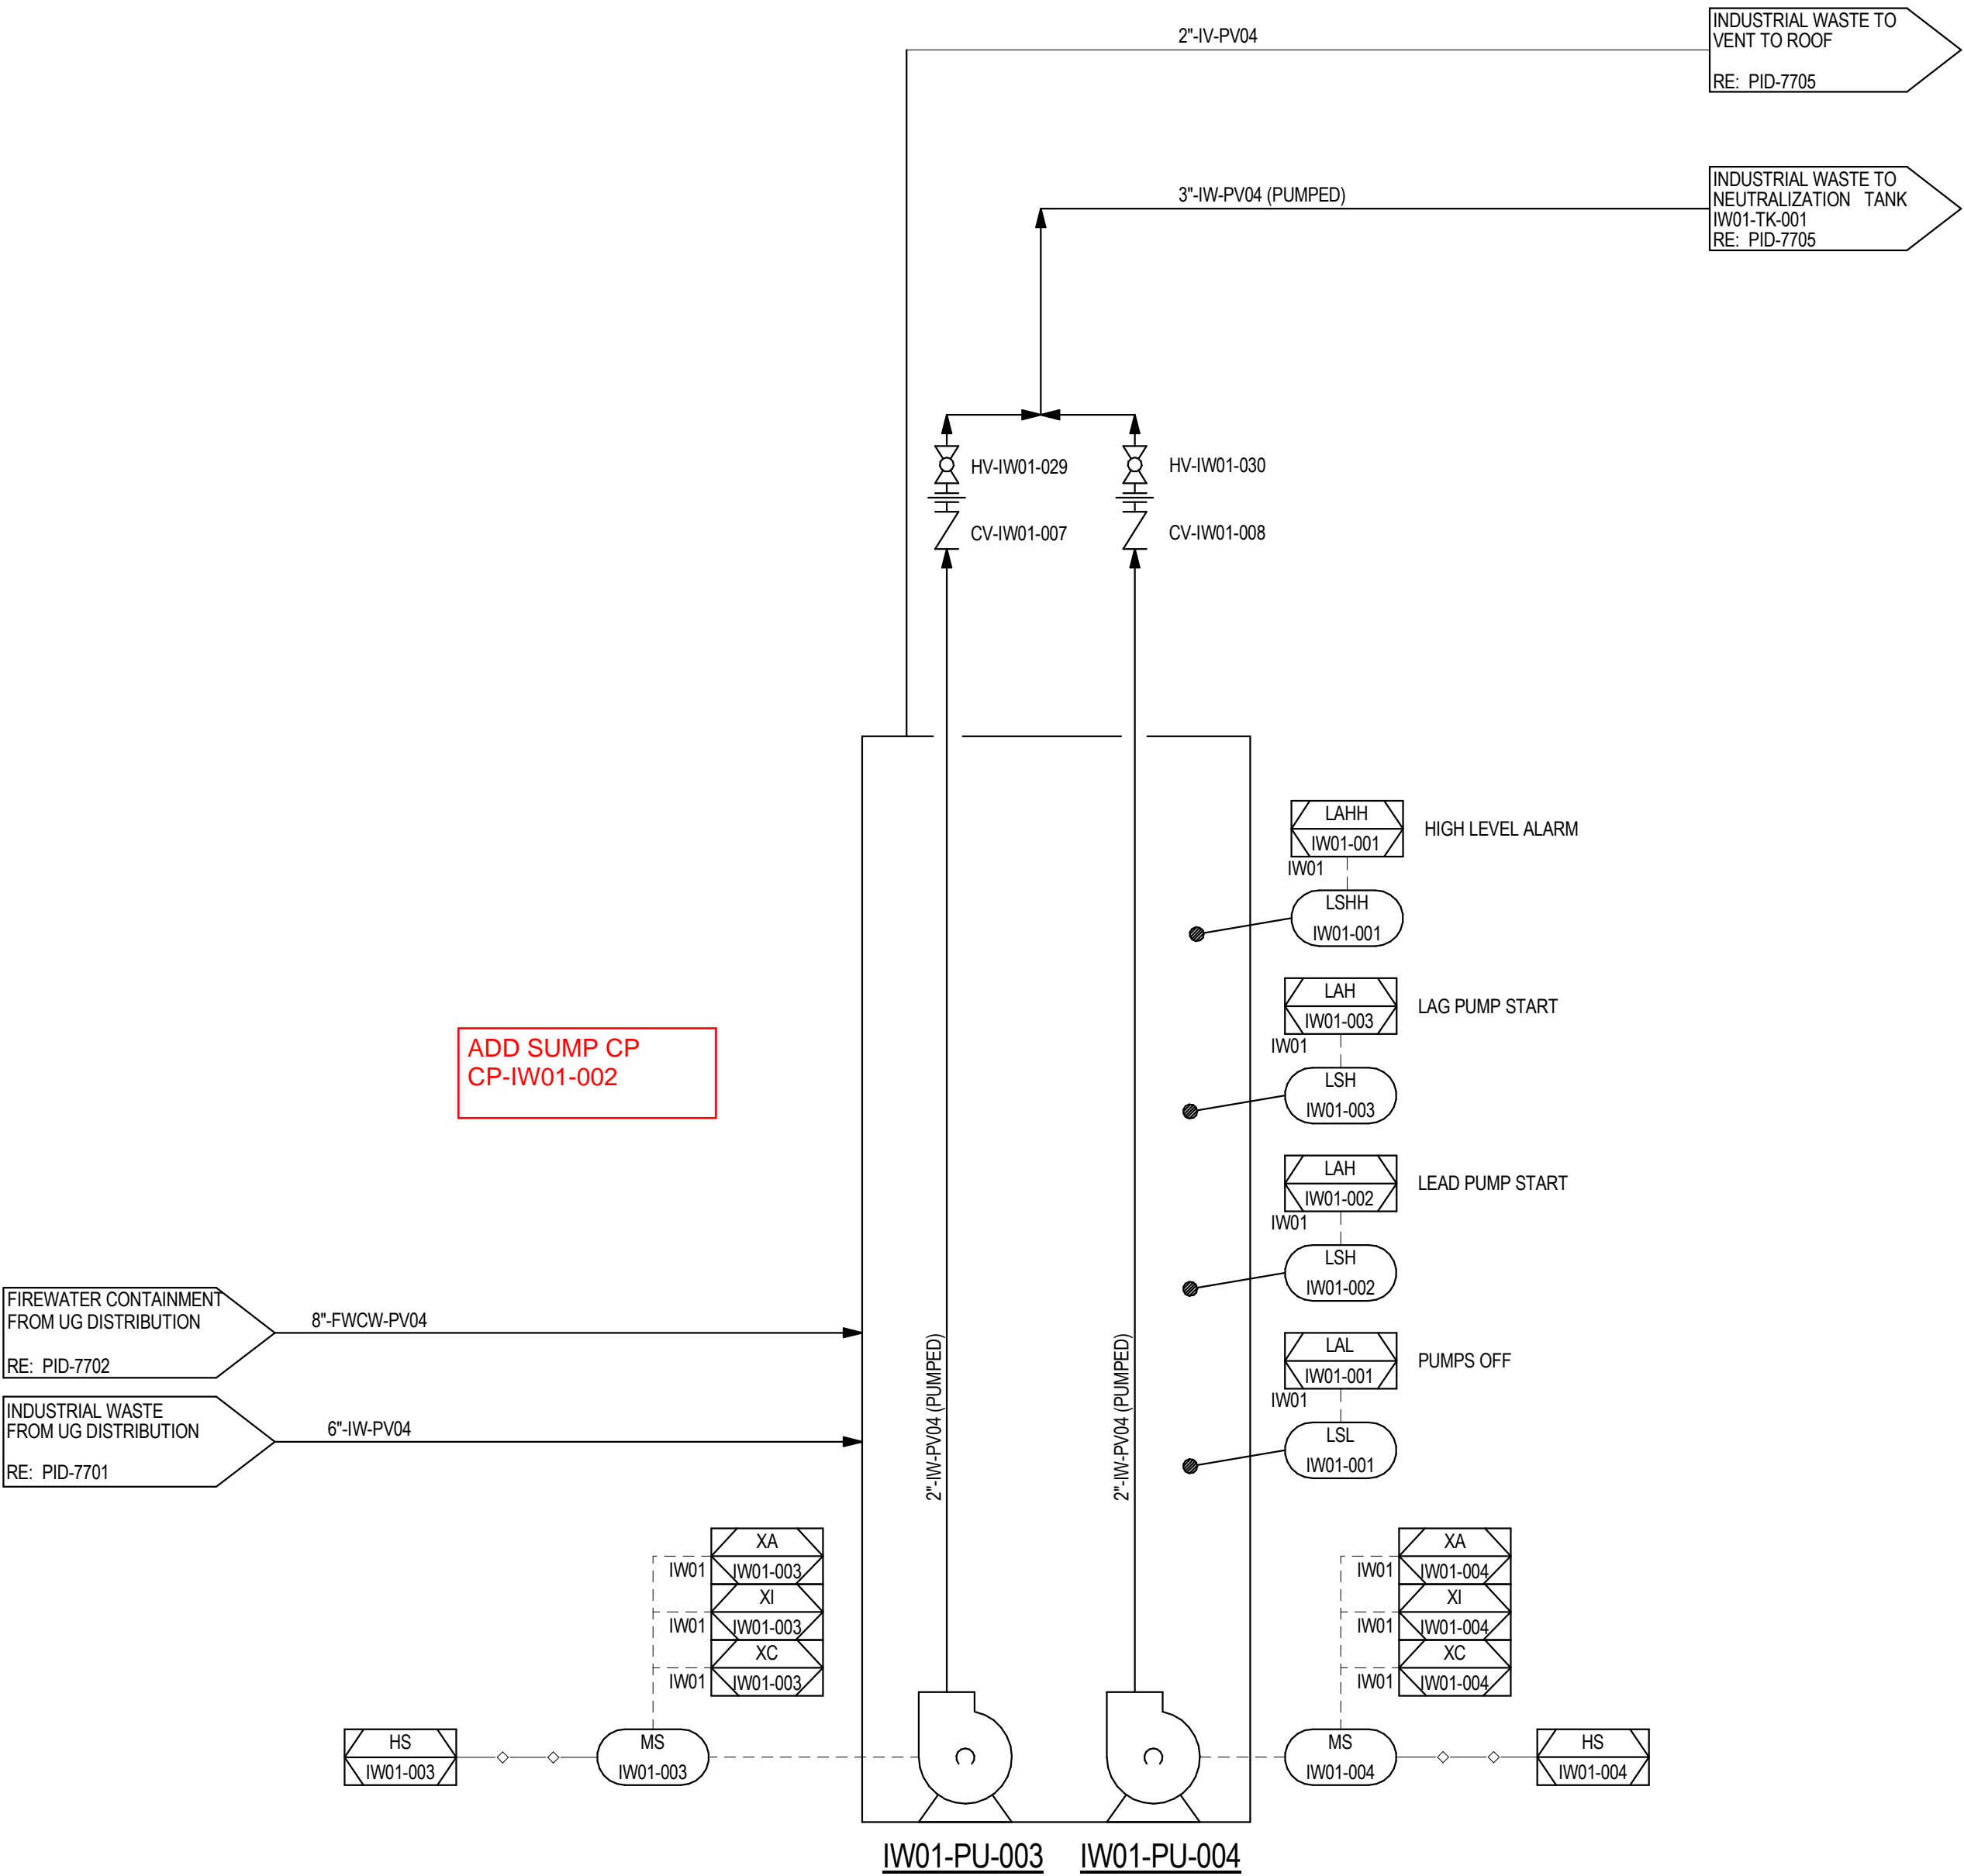 INDUSTRIAL WASTE TO
VENT TO ROOF
RE: PID-7705
2"-IV-PV04
INDUSTRIAL WASTE TO
NEUTRALIZATION TANK
IW01-TK-001
RE: PID-7705
3"-IW-PV04 (PUMPED)
HV-IW01-029
HV-IW01-030
CV-IW01-007
CV-IW01-008
LAHH
IW01-001
HIGH LEVEL ALARM
IW01
LSHH
IW01-001
LAH
IW01-003
LAG PUMP START
IW01
LSH
IW01-003
ADD SUMP CP
CP-IW01-002
LAH
IW01-002
LEAD PUMP START
IW01
LSH
IW01-002
FIREWATER CONTAINMENT
FROM UG DISTRIBUTION
RE: PID-7702
8"-FWCW-PV04
LAL
IW01-001
PUMPS OFF
IW01
LSL
IW01-001
INDUSTRIAL WASTE
FROM UG DISTRIBUTION
RE: PID-7701
6"-IW-PV04
2"-IW-PV04 (PUMPED)
2"-IW-PV04 (PUMPED)
XA
IW01
IW01-003
XI
IW01
IW01-003
XC
IW01
IW01-003
XA
IW01
IW01-004
XI
IW01
IW01-004
XC
IW01
IW01-004
HS
IW01-003
MS
IW01-003
MS
IW01-004
HS
IW01-004
IW01-PU-003
IW01-PU-004